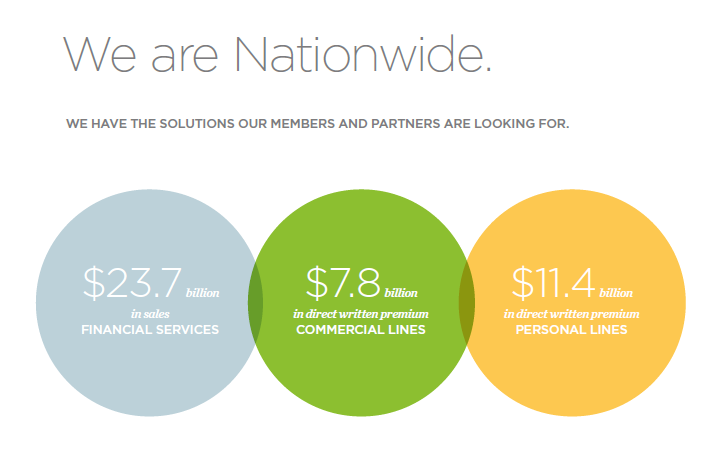 We are Nationwide.
WE HAVE THE SOLUTIONS OUR MEMBERS AND PARTNERS ARE LOOKING FOR.
$23.7 billion
in sales
FINANCIAL SERVICES
$7.8 billion
in direct written premium
COMMERCIAL LINES
$11.4 billion
in direct written premium
PERSONAL LINES